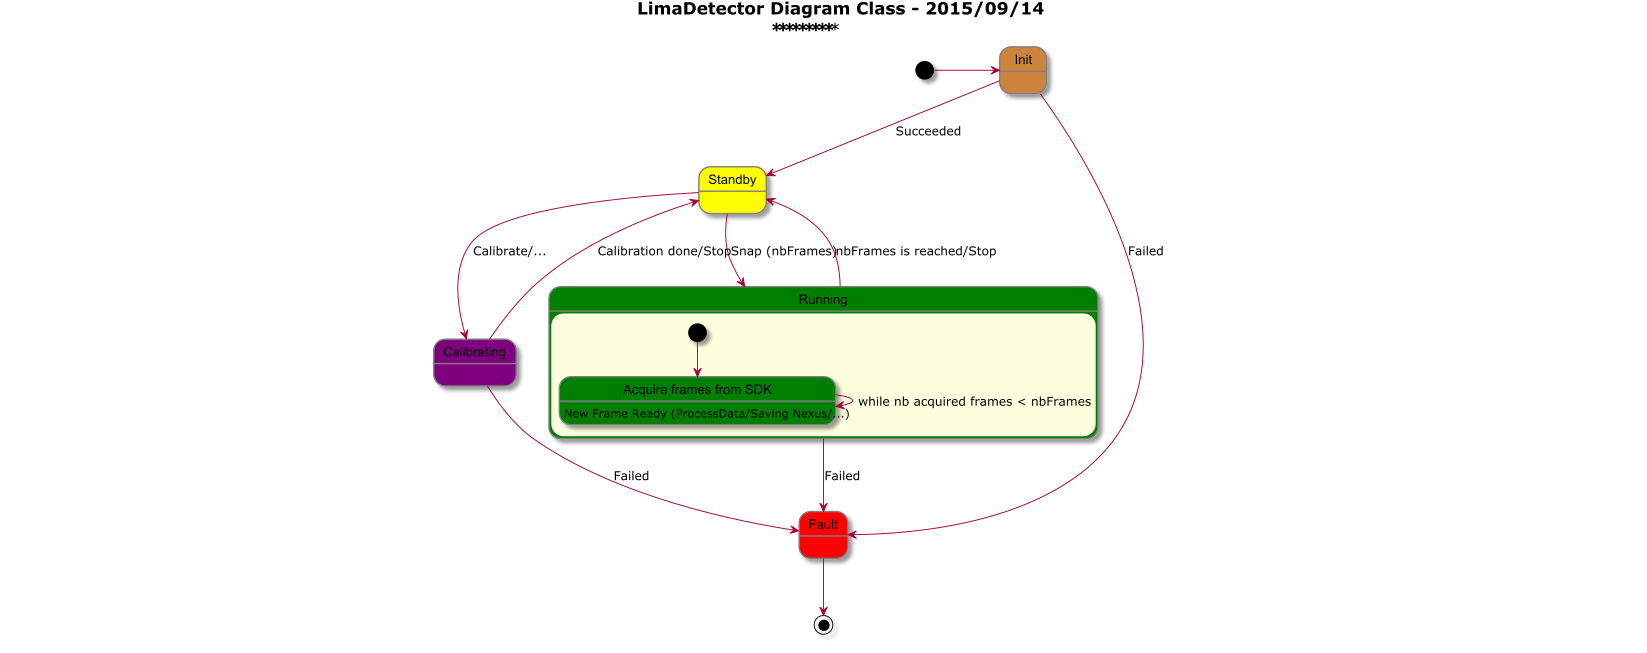 LimaDetector Diagram Class - 2015/09/14
**********
Init
Succeeded
Standby
Calibrate/...
Calibration done/Stop
Snap (nbFrames)
nbFrames is reached/Stop
Failed
Running
Calibrating
Acquire frames from SDK
New Frame Ready (ProcessData/Saving Nexus/...)
while nb acquired frames < nbFrames
Failed
Failed
Fault